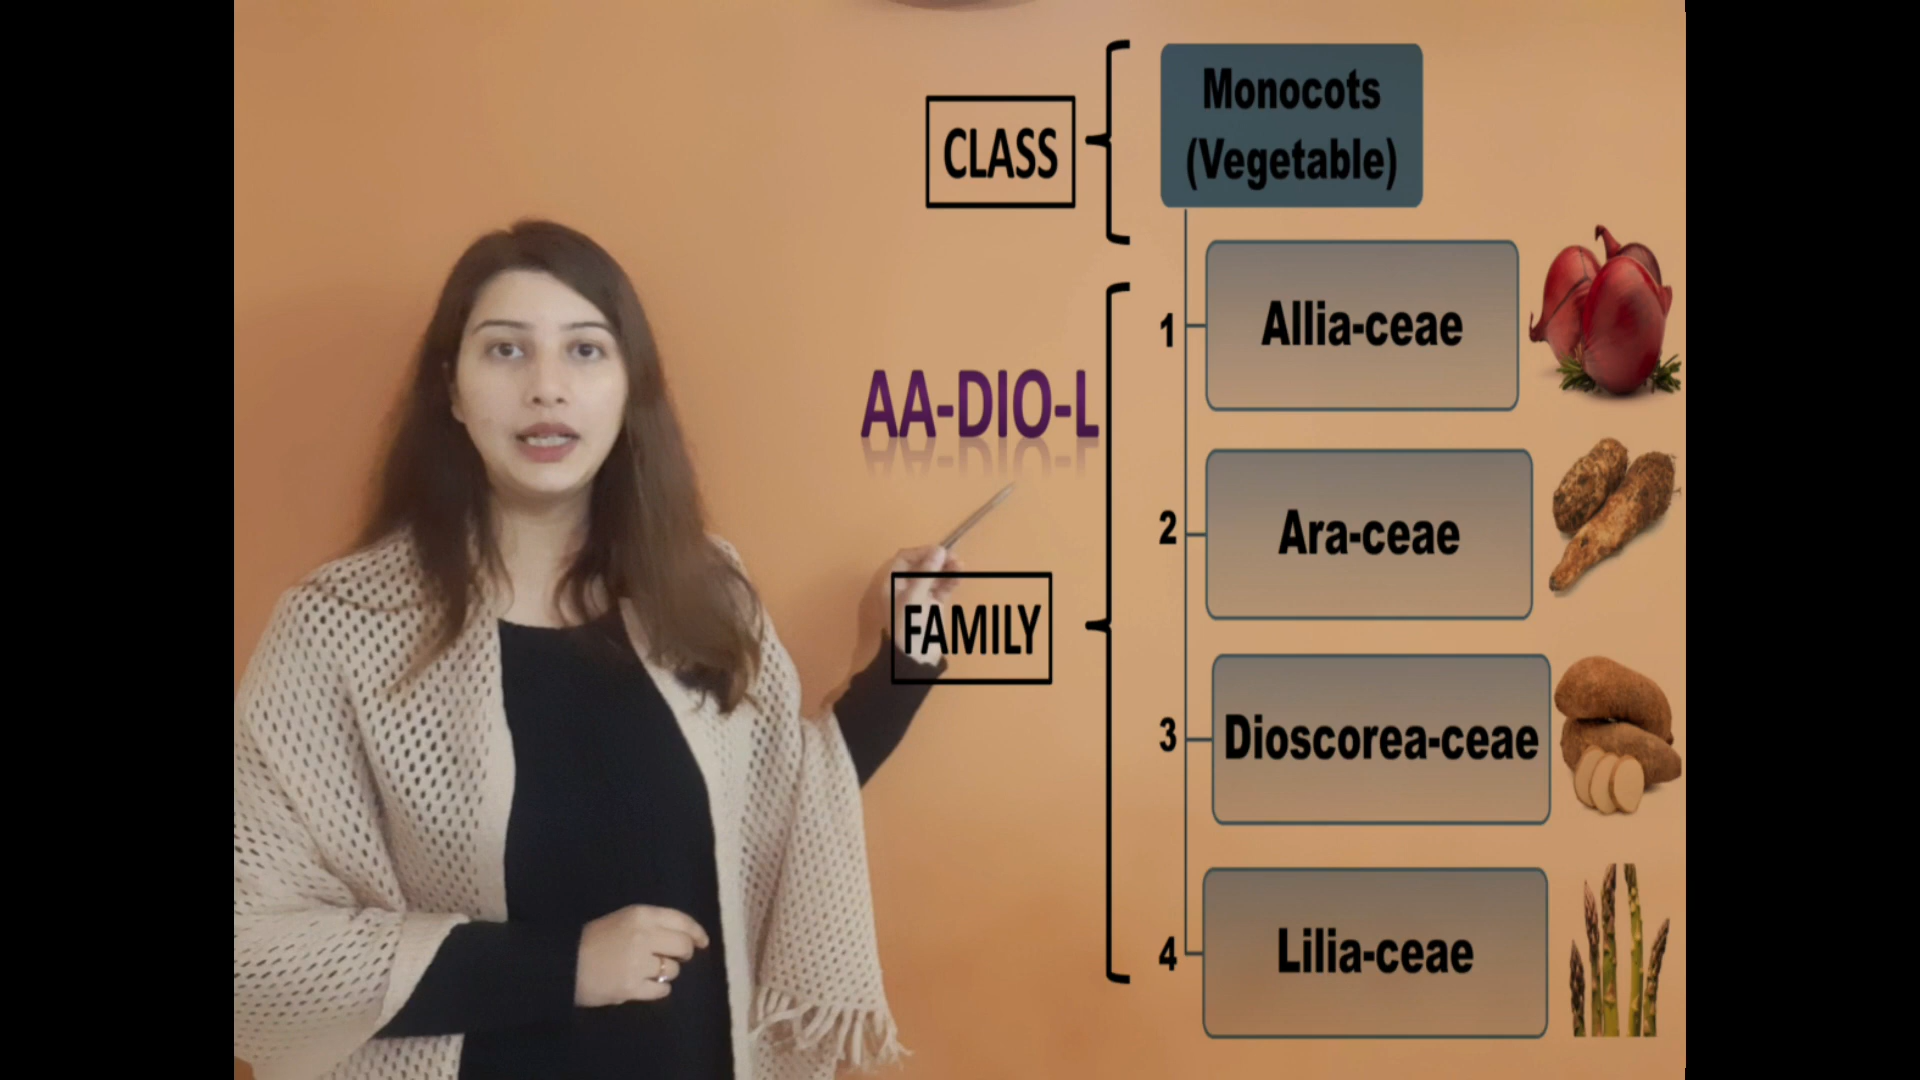 CLASS
Monocots
(Vegetable)
AA-DIO-L
FAMILY
1
Allia-ceae
2
Ara-ceae
3
Dioscorea-ceae
4
Lilia-ceae